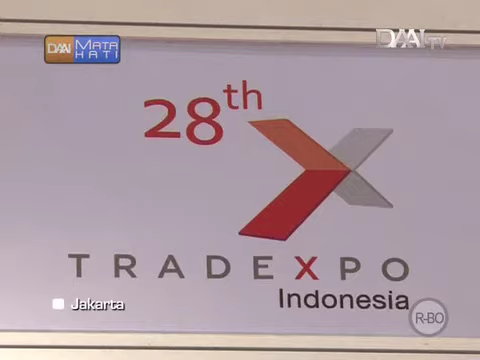 DAAI MATA
HATI
DAAI TV
28th
TRADEXPO
Indonesia
Jakarta
R-BO